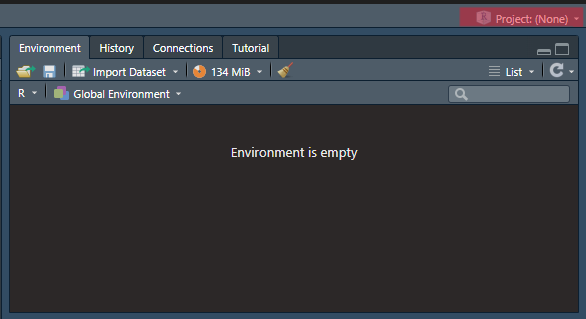 Project: (None)
Environment History Connections Tutorial
Import Dataset 134 MiB List
R Global Environment
Environment is empty